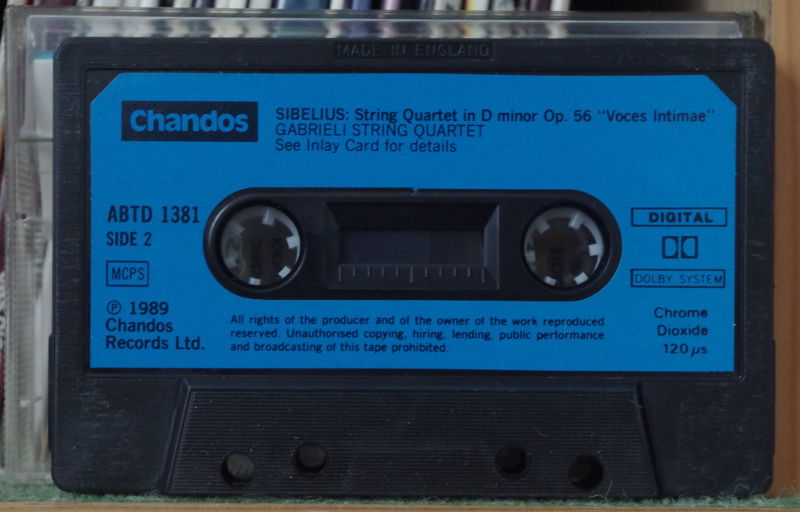 MADE IN ENGLAND
Chandos
SIBELIUS: String Quartet in D minor Op. 56 "Voces Intimae"
GABRIELI STRING QUARTET
See Inlay Card for details
ABTD 1381
SIDE 2
MCPS
℗ 1989
Chandos
Records Ltd.
DIGITAL
DOLBY SYSTEM
All rights of the producer and of the owner of the work reproduced
reserved. Unauthorised copying, hiring, lending, public performance
and broadcasting of this tape prohibited.
Chrome
Dioxide
120 µs